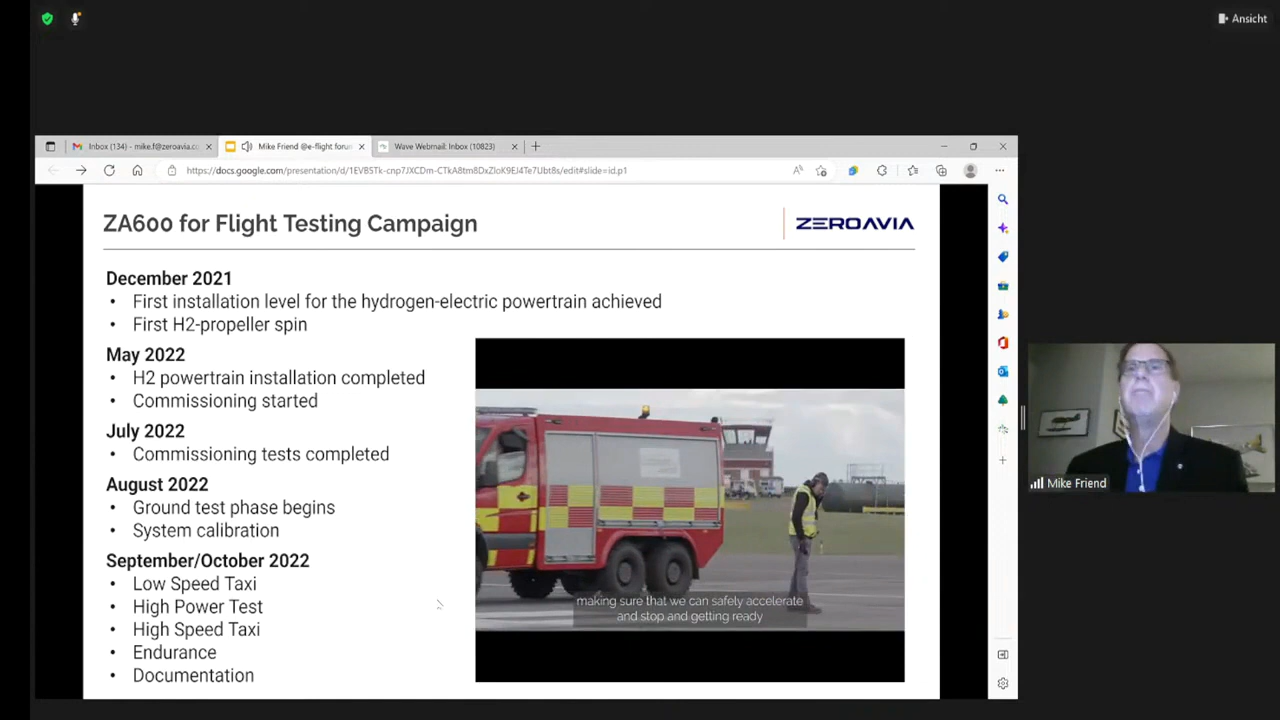 Ansicht
Inbox (134) - mike.f@zeroavia.co
Mike Friend @e-flight forum
Wave Webmail: Inbox (10823)
https://docs.google.com/presentation/d/1EVB5Tk-cnp7JXCDm-CTkA8tm8DxZloK9EJ4Te7Ubt8s/edit#slide=id.p1
ZA600 for Flight Testing Campaign
ZEROAVIA
December 2021
• First installation level for the hydrogen-electric powertrain achieved
• First H2-propeller spin
May 2022
• H2 powertrain installation completed
• Commissioning started
July 2022
• Commissioning tests completed
August 2022
• Ground test phase begins
• System calibration
September/October 2022
• Low Speed Taxi
• High Power Test
• High Speed Taxi
• Endurance
• Documentation
making sure that we can safely accelerate
and stop and getting ready
Mike Friend